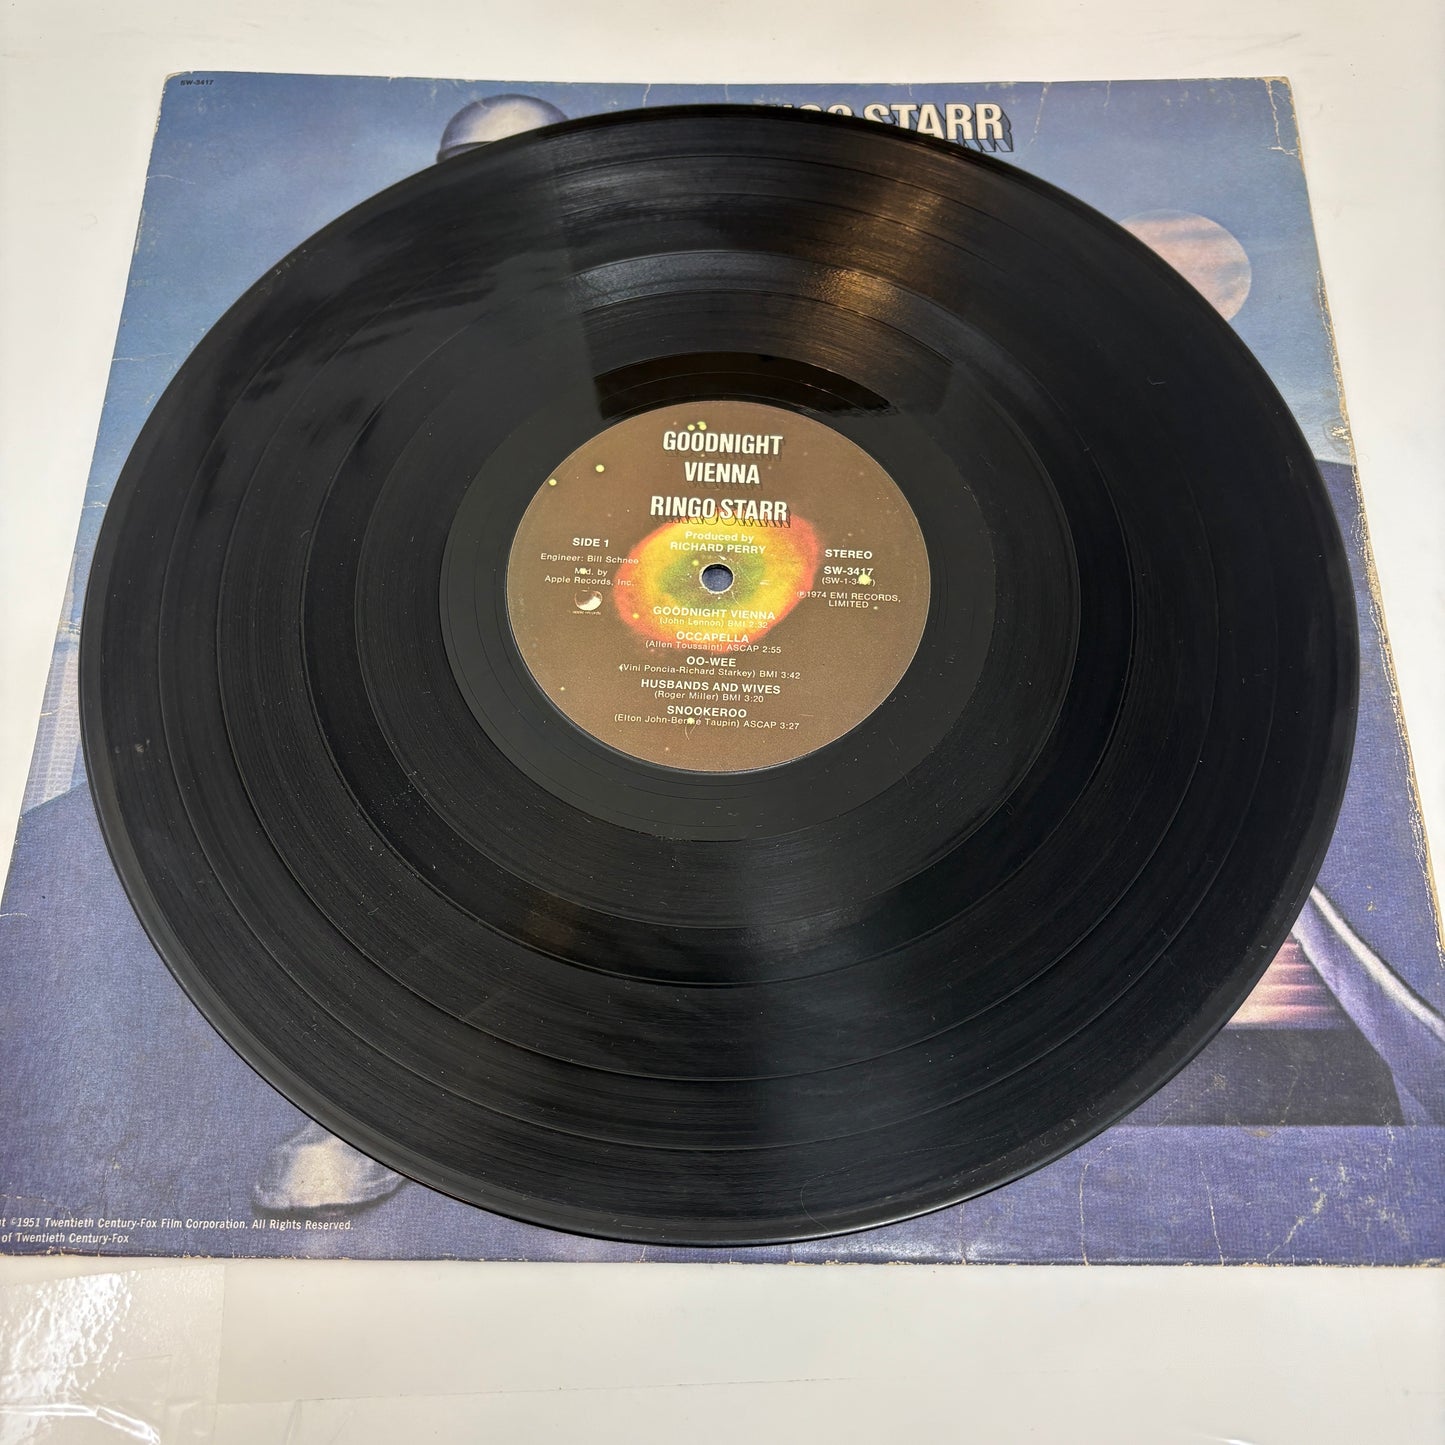 SW-3417
STARR
GOODNIGHT
VIENNA
RINGO STARR
Produced by
RICHARD PERRY
SIDE 1
Engineer: Bill Schnee
Mfd. by
Apple Records, Inc.
STEREO
SW-3417
℗1974 EMI RECORDS,
LIMITED
GOODNIGHT VIENNA
(John Lennon) BMI 2:32
OCCAPELLA
(Allen Toussaint) ASCAP 2:55
OO-WEE
(Vini Poncia-Richard Starkey) BMI 3:42
HUSBANDS AND WIVES
(Roger Miller) BMI 3:20
SNOOKEROO
(Elton John-Bernie Taupin) ASCAP 3:27
©1951 Twentieth Century-Fox Film Corporation. All Rights Reserved.
of Twentieth Century-Fox